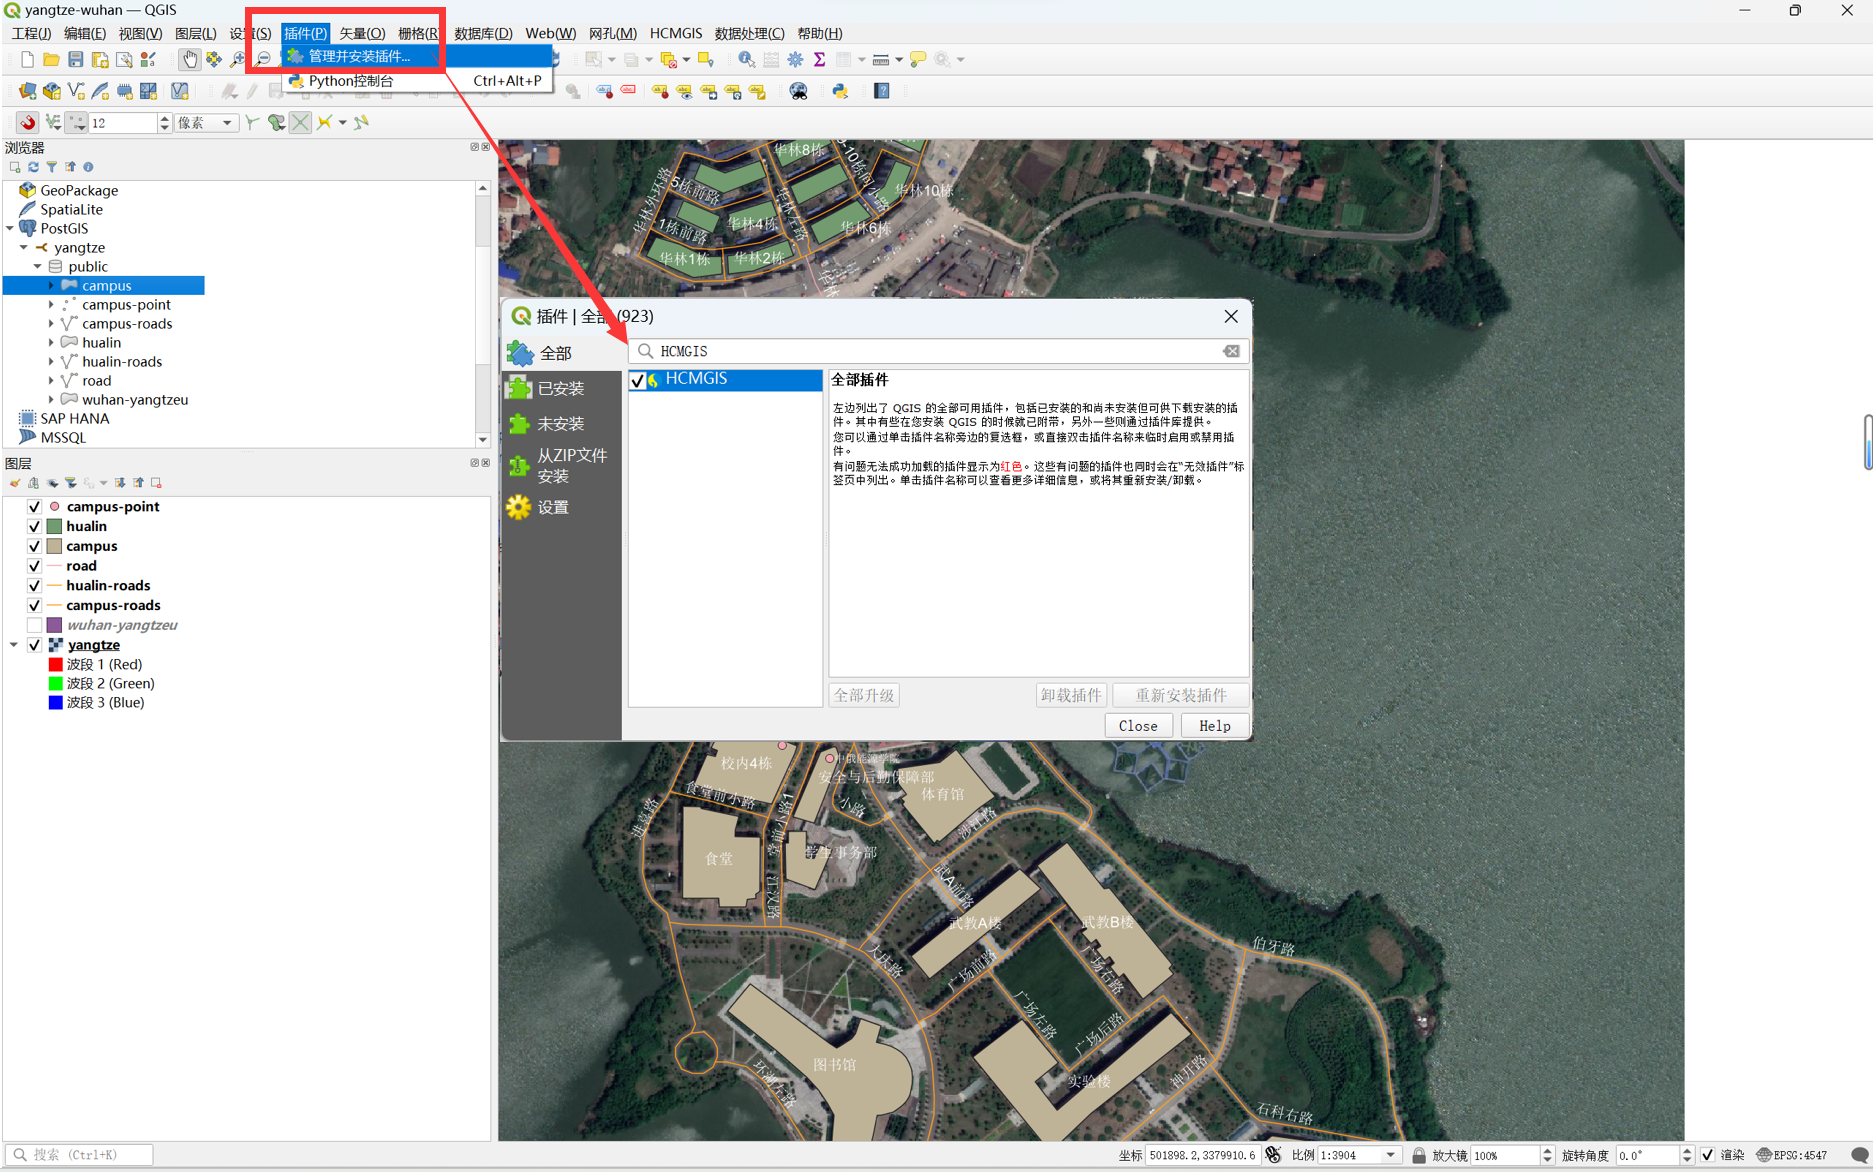 yangtze-wuhan — QGIS
工程(J) 编辑(E) 视图(V) 图层(L) 设置(S) 插件(P) 矢量(O) 栅格(R 数据库(D) Web(W) 网孔(M) HCMGIS 数据处理(C) 帮助(H)
管理并安装插件...
Python控制台 Ctrl+Alt+P
12 像素
浏览器
GeoPackage
SpatiaLite
PostGIS
yangtze
public
campus
campus-point
campus-roads
hualin
hualin-roads
road
wuhan-yangtzeu
SAP HANA
MSSQL
图层
campus-point
hualin
campus
road
hualin-roads
campus-roads
wuhan-yangtzeu
yangtze
波段 1 (Red)
波段 2 (Green)
波段 3 (Blue)
华林8栋
华林外环路
5栋前路
华林左路
华林10栋
1栋前路
华林4栋
华林6栋
华林1栋
华林2栋
插件 | 全部 (923)
全部
HCMGIS
已安装
未安装
从ZIP文件
安装
设置
HCMGIS
全部插件
左边列出了 QGIS 的全部可用插件，包括已安装的和尚未安装但可供下载安装的插
件。其中有些在您安装 QGIS 的时候就已附带，另外一些则通过插件库提供。
您可以通过单击插件名称旁边的复选框，或直接双击插件名称来临时启用或禁用插
件。
有问题无法成功加载的插件显示为红色。这些有问题的插件也同时会在“无效插件”标
签页中列出。单击插件名称可以查看更多详细信息，或将其重新安装/卸载。
全部升级 卸载插件 重新安装插件
Close Help
校内4栋
安全与后勤保障部
体育馆
食堂前小路
小路
涉江路
进喜路
食堂
学生事务部
武A前路
武教A楼
武教B楼
大庆路
广场前路
广场右路
伯牙路
广场左路
广场后路
图书馆
环湖左路
实验楼
神开路
石科右路
搜索 (Ctrl+K)
坐标 501898.2,3379910.6 比例 1:3904 放大镜 100% 旋转角度 0.0° 渲染 EPSG:4547